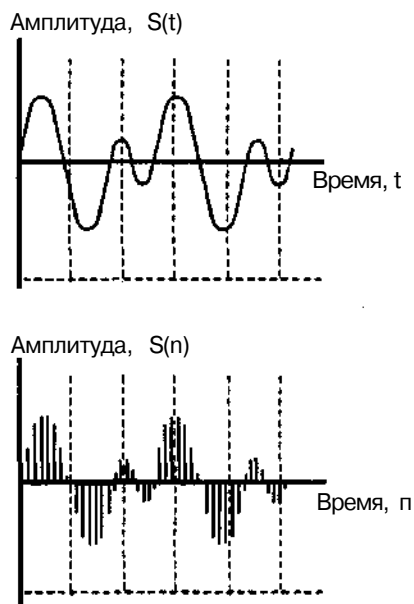 Амплитуда, S(t)
Время, t
Амплитуда, S(n)
Время, п